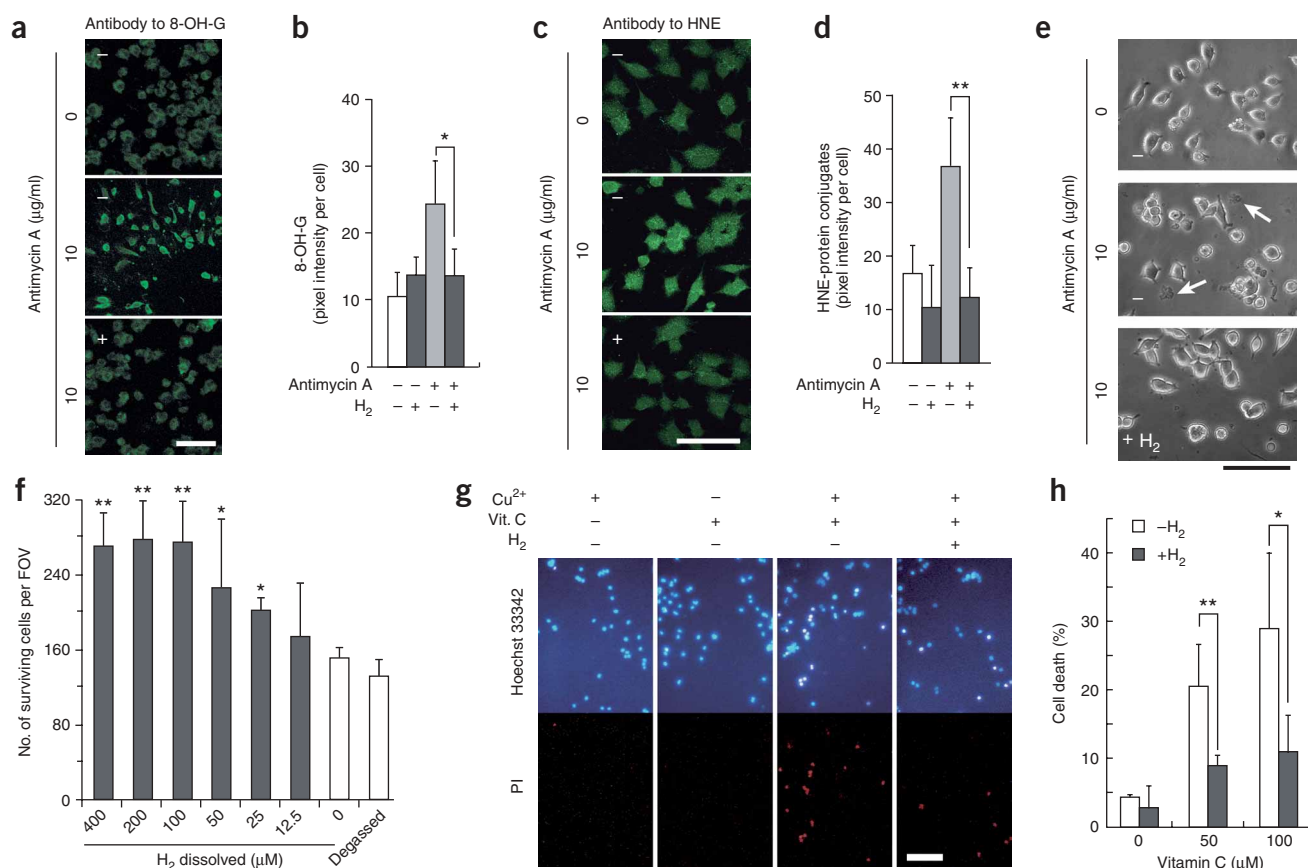 a
Antibody to 8-OH-G
Antimycin A (μg/ml)
0
–
10
–
10
+
b
8-OH-G
(pixel intensity per cell)
40
30
20
10
0
*
Antimycin A – – + +
H2 – + – +
c
Antibody to HNE
Antimycin A (μg/ml)
0
–
10
–
10
+
d
HNE-protein conjugates
(pixel intensity per cell)
50
40
30
20
10
0
**
Antimycin A – – + +
H2 – + – +
e
Antimycin A (μg/ml)
0
–
10
–
10
+ H2
f
No. of surviving cells per FOV
320
240
160
80
0
** ** ** * *
400 200 100 50 25 12.5 0 Degassed
H2 dissolved (μM)
g
Cu2+ + – + +
Vit. C – + + +
H2 – – – +
Hoechst 33342
PI
h
–H2
+H2
Cell death (%)
40
30
20
10
0
**
*
0 50 100
Vitamin C (μM)